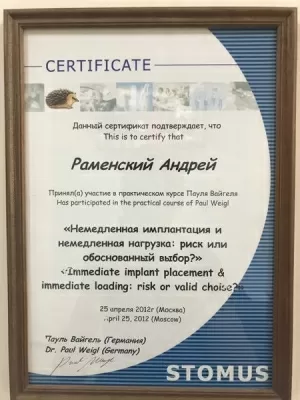 CERTIFICATE
Данный сертификат подтверждает, что
This is to certify that
Раменский Андрей
Принял(а) участие в практическом курсе Пауля Вайгеля
Has participated in the practical course of Paul Weigl
«Немедленная имплантация и
немедленная нагрузка: риск или
обоснованный выбор?»
«Immediate implant placement &
immediate loading: risk or valid choise?»
25 апреля 2012г (Москва)
April 25, 2012 (Moscow)
Пауль Вайгель (Германия)
Dr. Paul Weigl (Germany)
STOMUS